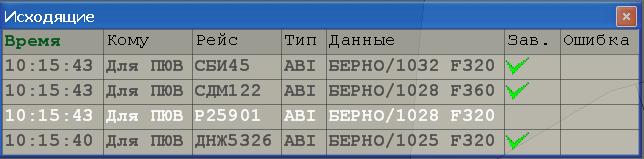 Исходящие
Время Кому Рейс Тип Данные Зав. Ошибка
10:15:43 Для ПЮВ СБИ45 ABI БЕРНО/1032 F320
10:15:43 Для ПЮВ СДМ122 ABI БЕРНО/1028 F360
10:15:43 Для ПЮВ Р25901 ABI БЕРНО/1028 F320
10:15:40 Для ПЮВ ДНЖ5326 ABI БЕРНО/1025 F320